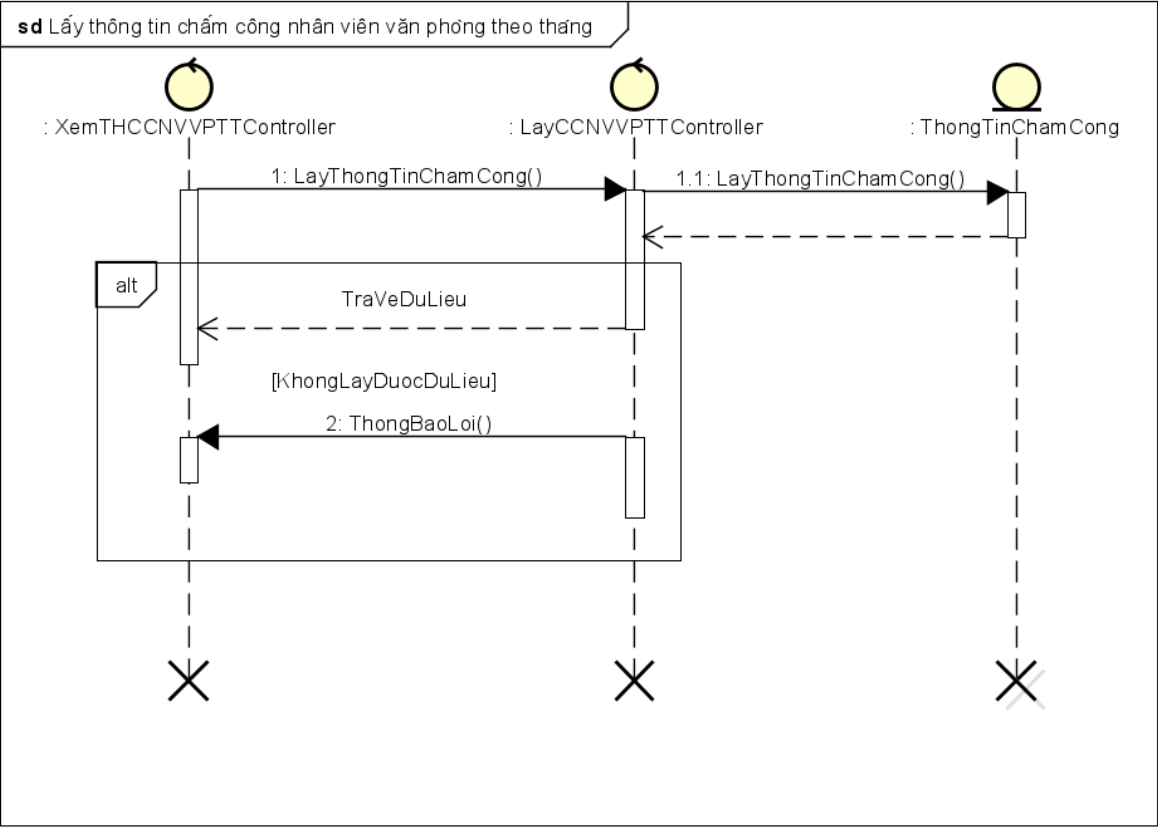 sd Lấy thông tin chấm công nhân viên văn phòng theo tháng
: XemTHCCNVVPTTController
: LayCCNVVPTTController
: ThongTinChamCong
1: LayThongTinChamCong()
1.1: LayThongTinChamCong()
alt
TraVeDuLieu
[KhongLayDuocDuLieu]
2: ThongBaoLoi()